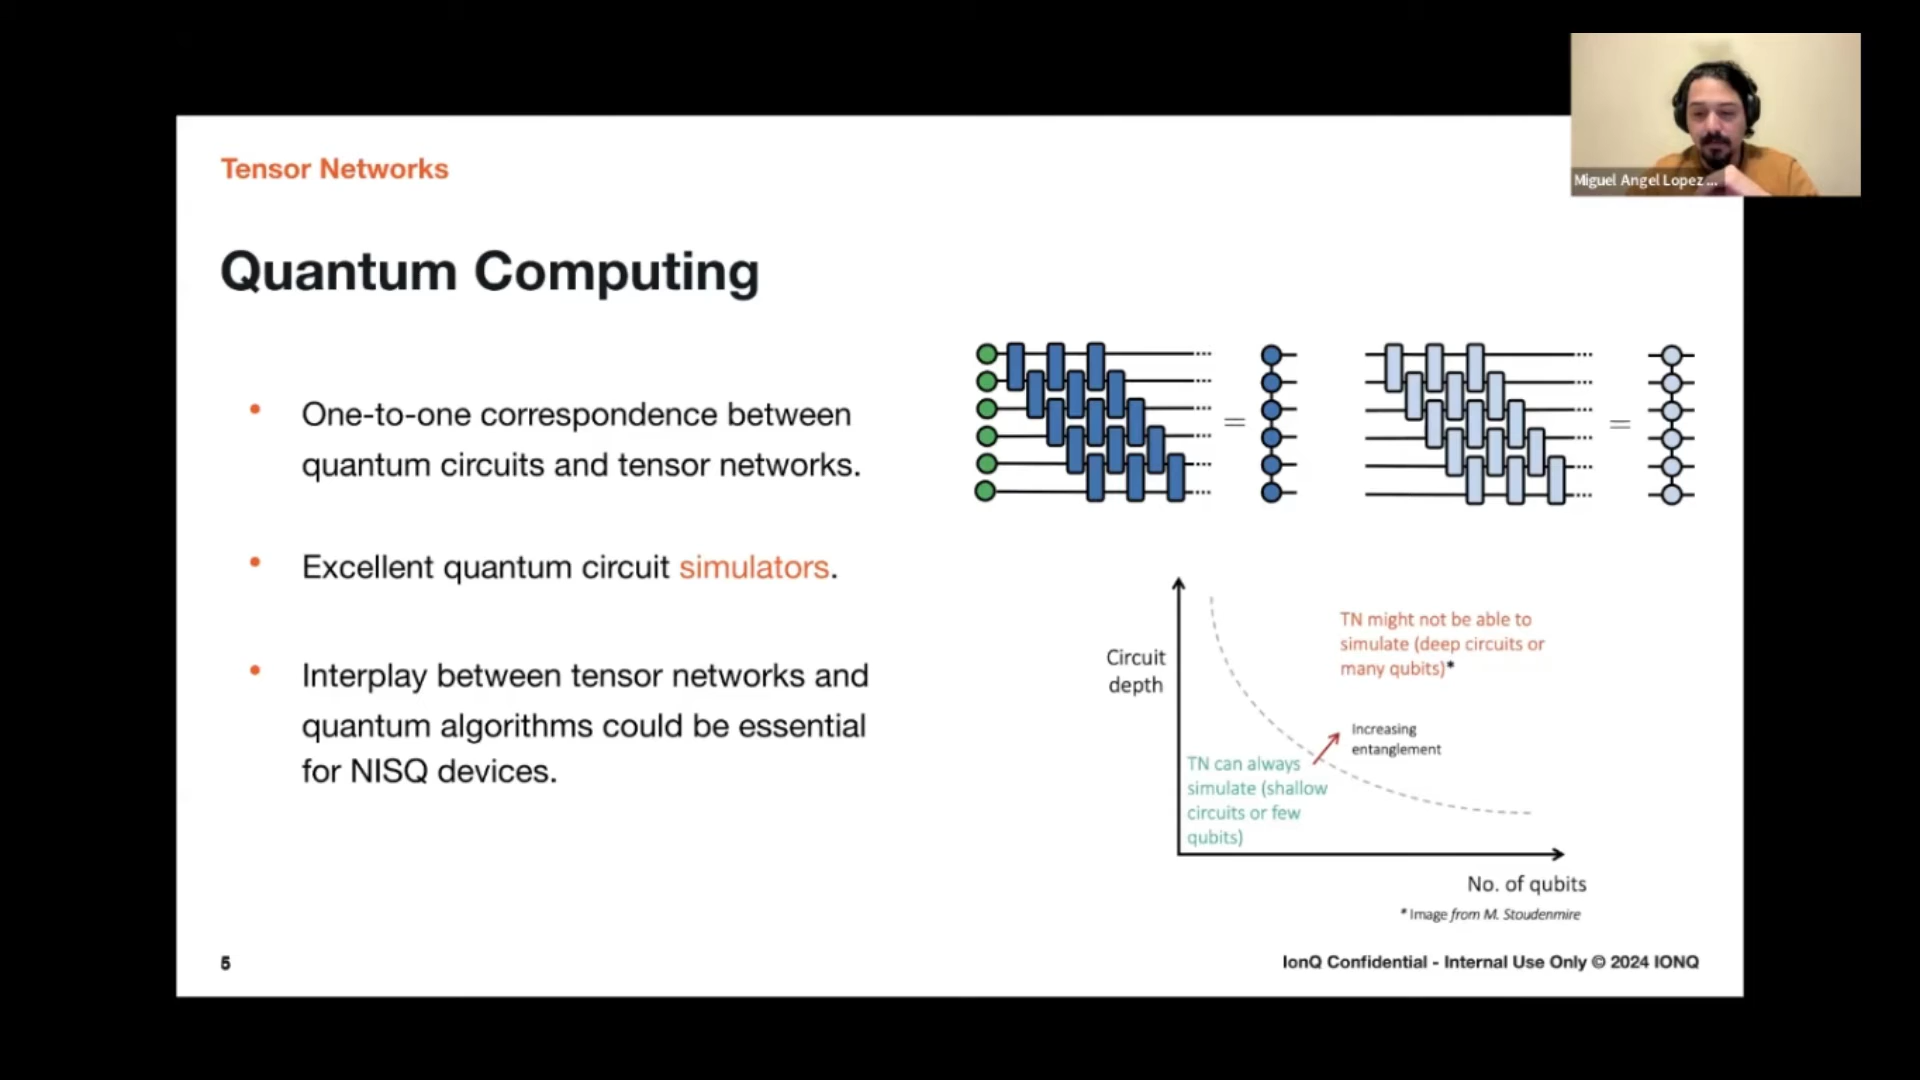 Miguel Angel Lopez ...
Tensor Networks
Quantum Computing
• One-to-one correspondence between
quantum circuits and tensor networks.
• Excellent quantum circuit simulators.
• Interplay between tensor networks and
quantum algorithms could be essential
for NISQ devices.
=
=
Circuit
depth
TN might not be able to
simulate (deep circuits or
many qubits)*
Increasing
entanglement
TN can always
simulate (shallow
circuits or few
qubits)
No. of qubits
* Image from M. Stoudenmire
5
IonQ Confidential - Internal Use Only © 2024 IONQ